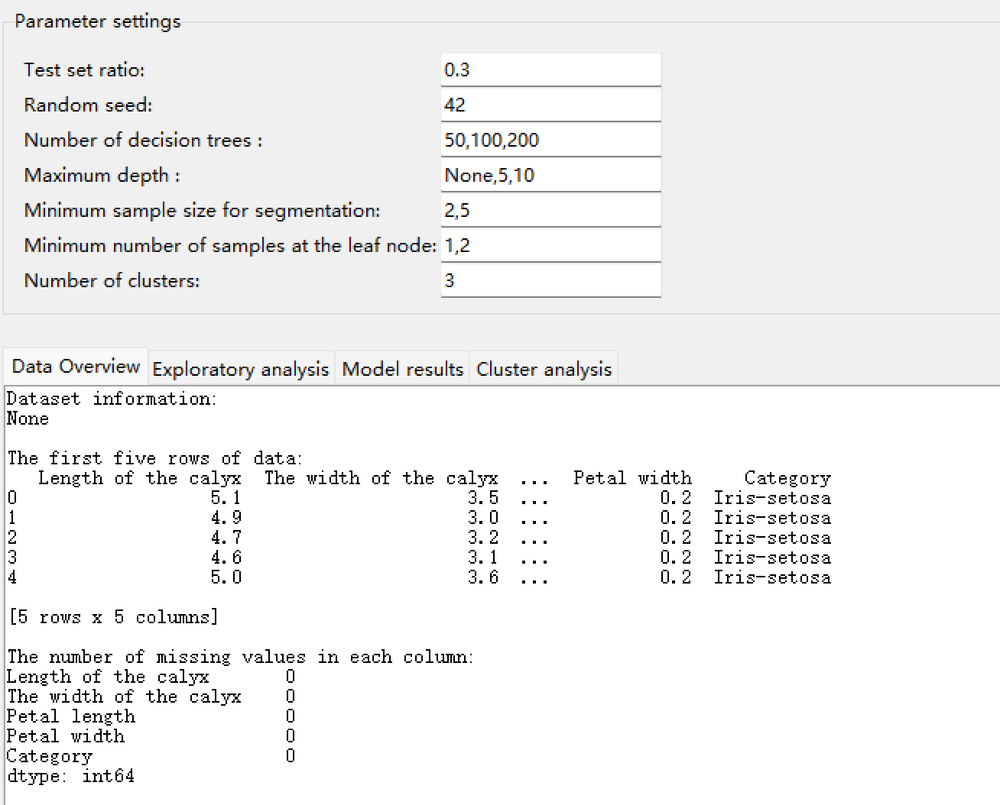 Parameter settings
Test set ratio: 0.3
Random seed: 42
Number of decision trees : 50,100,200
Maximum depth : None,5,10
Minimum sample size for segmentation: 2,5
Minimum number of samples at the leaf node: 1,2
Number of clusters: 3
Data Overview Exploratory analysis Model results Cluster analysis
Dataset information:
None
The first five rows of data:
Length of the calyx The width of the calyx ... Petal width Category
0 5.1 3.5 ... 0.2 Iris-setosa
1 4.9 3.0 ... 0.2 Iris-setosa
2 4.7 3.2 ... 0.2 Iris-setosa
3 4.6 3.1 ... 0.2 Iris-setosa
4 5.0 3.6 ... 0.2 Iris-setosa
[5 rows x 5 columns]
The number of missing values in each column:
Length of the calyx 0
The width of the calyx 0
Petal length 0
Petal width 0
Category 0
dtype: int64